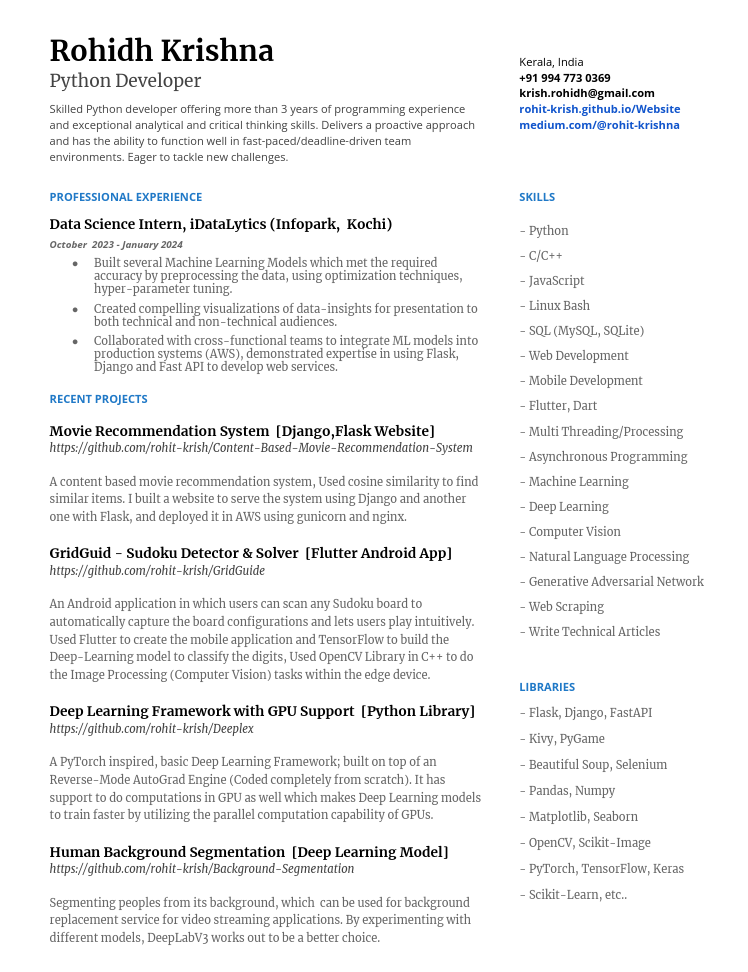 Rohidh Krishna
Python Developer
Skilled Python developer offering more than 3 years of programming experience
and exceptional analytical and critical thinking skills. Delivers a proactive approach
and has the ability to function well in fast-paced/deadline-driven team
environments. Eager to tackle new challenges.
Kerala, India
+91 994 773 0369
krish.rohidh@gmail.com
rohit-krish.github.io/Website
medium.com/@rohit-krishna
PROFESSIONAL EXPERIENCE
Data Science Intern, iDataLytics (Infopark,  Kochi)
October  2023 - January 2024
● Built several Machine Learning Models which met the required
accuracy by preprocessing the data, using optimization techniques,
hyper-parameter tuning.
● Created compelling visualizations of data-insights for presentation to
both technical and non-technical audiences.
● Collaborated with cross-functional teams to integrate ML models into
production systems (AWS), demonstrated expertise in using Flask,
Django and Fast API to develop web services.
RECENT PROJECTS
Movie Recommendation System  [Django,Flask Website]
https://github.com/rohit-krish/Content-Based-Movie-Recommendation-System
A content based movie recommendation system, Used cosine similarity to find
similar items. I built a website to serve the system using Django and another
one with Flask, and deployed it in AWS using gunicorn and nginx.
GridGuid - Sudoku Detector & Solver  [Flutter Android App]
https://github.com/rohit-krish/GridGuide
An Android application in which users can scan any Sudoku board to
automatically capture the board configurations and lets users play intuitively.
Used Flutter to create the mobile application and TensorFlow to build the
Deep-Learning model to classify the digits, Used OpenCV Library in C++ to do
the Image Processing (Computer Vision) tasks within the edge device.
Deep Learning Framework with GPU Support  [Python Library]
https://github.com/rohit-krish/Deeplex
A PyTorch inspired, basic Deep Learning Framework; built on top of an
Reverse-Mode AutoGrad Engine (Coded completely from scratch). It has
support to do computations in GPU as well which makes Deep Learning models
to train faster by utilizing the parallel computation capability of GPUs.
Human Background Segmentation  [Deep Learning Model]
https://github.com/rohit-krish/Background-Segmentation
Segmenting peoples from its background, which  can be used for background
replacement service for video streaming applications. By experimenting with
different models, DeepLabV3 works out to be a better choice.
SKILLS
- Python
- C/C++
- JavaScript
- Linux Bash
- SQL (MySQL, SQLite)
- Web Development
- Mobile Development
- Flutter, Dart
- Multi Threading/Processing
- Asynchronous Programming
- Machine Learning
- Deep Learning
- Computer Vision
- Natural Language Processing
- Generative Adversarial Network
- Web Scraping
- Write Technical Articles
LIBRARIES
- Flask, Django, FastAPI
- Kivy, PyGame
- Beautiful Soup, Selenium
- Pandas, Numpy
- Matplotlib, Seaborn
- OpenCV, Scikit-Image
- PyTorch, TensorFlow, Keras
- Scikit-Learn, etc..